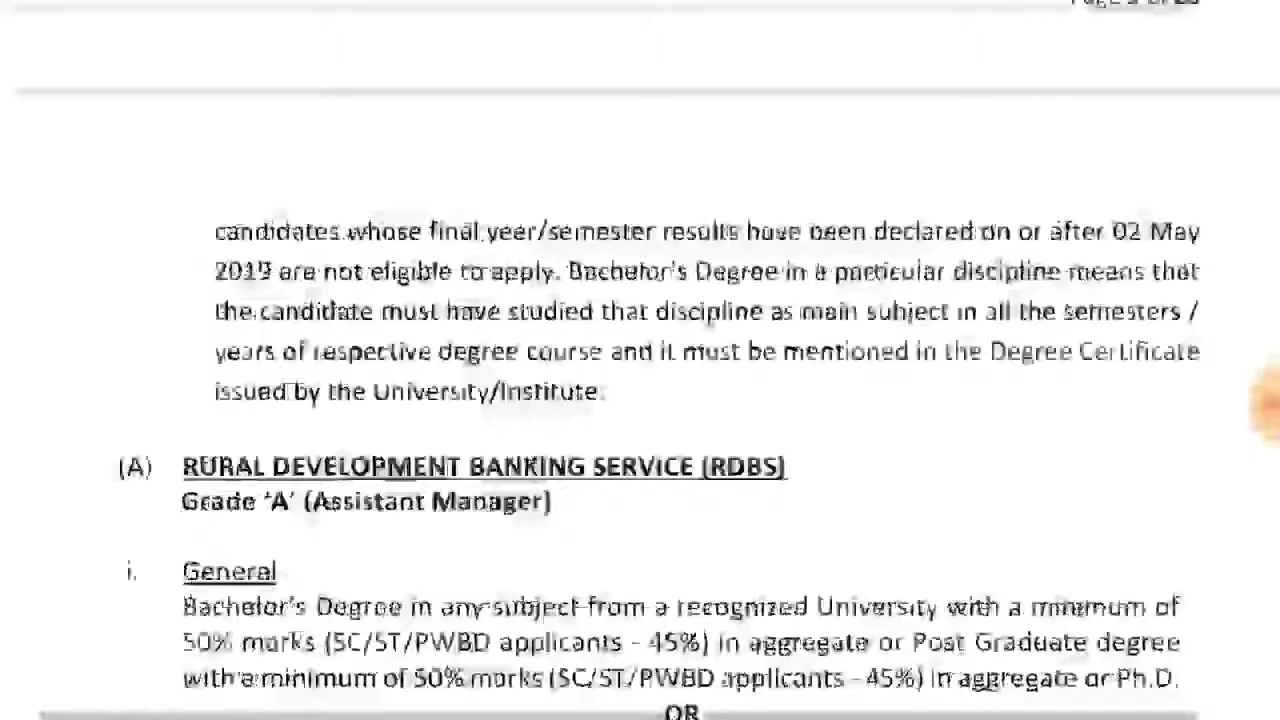 candidates whose final year/semester results have been declared on or after 02 May
2019 are not eligible to apply. Bachelor's Degree in a particular discipline means that
the candidate must have studied that discipline as main subject in all the semesters /
years of respective degree course and it must be mentioned in the Degree Certificate
issued by the University/Institute.
(A) RURAL DEVELOPMENT BANKING SERVICE (RDBS)
Grade 'A' (Assistant Manager)
i. General
Bachelor's Degree in any subject from a recognized University with a minimum of
50% marks (SC/ST/PWBD applicants - 45%) in aggregate or Post Graduate degree
with a minimum of 50% marks (SC/ST/PWBD applicants - 45%) in aggregate or Ph.D.
OR